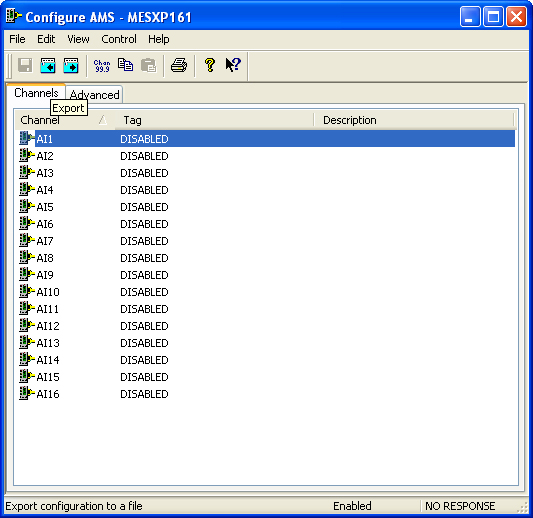 Configure AMS - MESXP161
File Edit View Control Help
Chan 99.9
Channels Advanced
Export
Channel Tag Description
AI1 DISABLED
AI2 DISABLED
AI3 DISABLED
AI4 DISABLED
AI5 DISABLED
AI6 DISABLED
AI7 DISABLED
AI8 DISABLED
AI9 DISABLED
AI10 DISABLED
AI11 DISABLED
AI12 DISABLED
AI13 DISABLED
AI14 DISABLED
AI15 DISABLED
AI16 DISABLED
Export configuration to a file Enabled NO RESPONSE